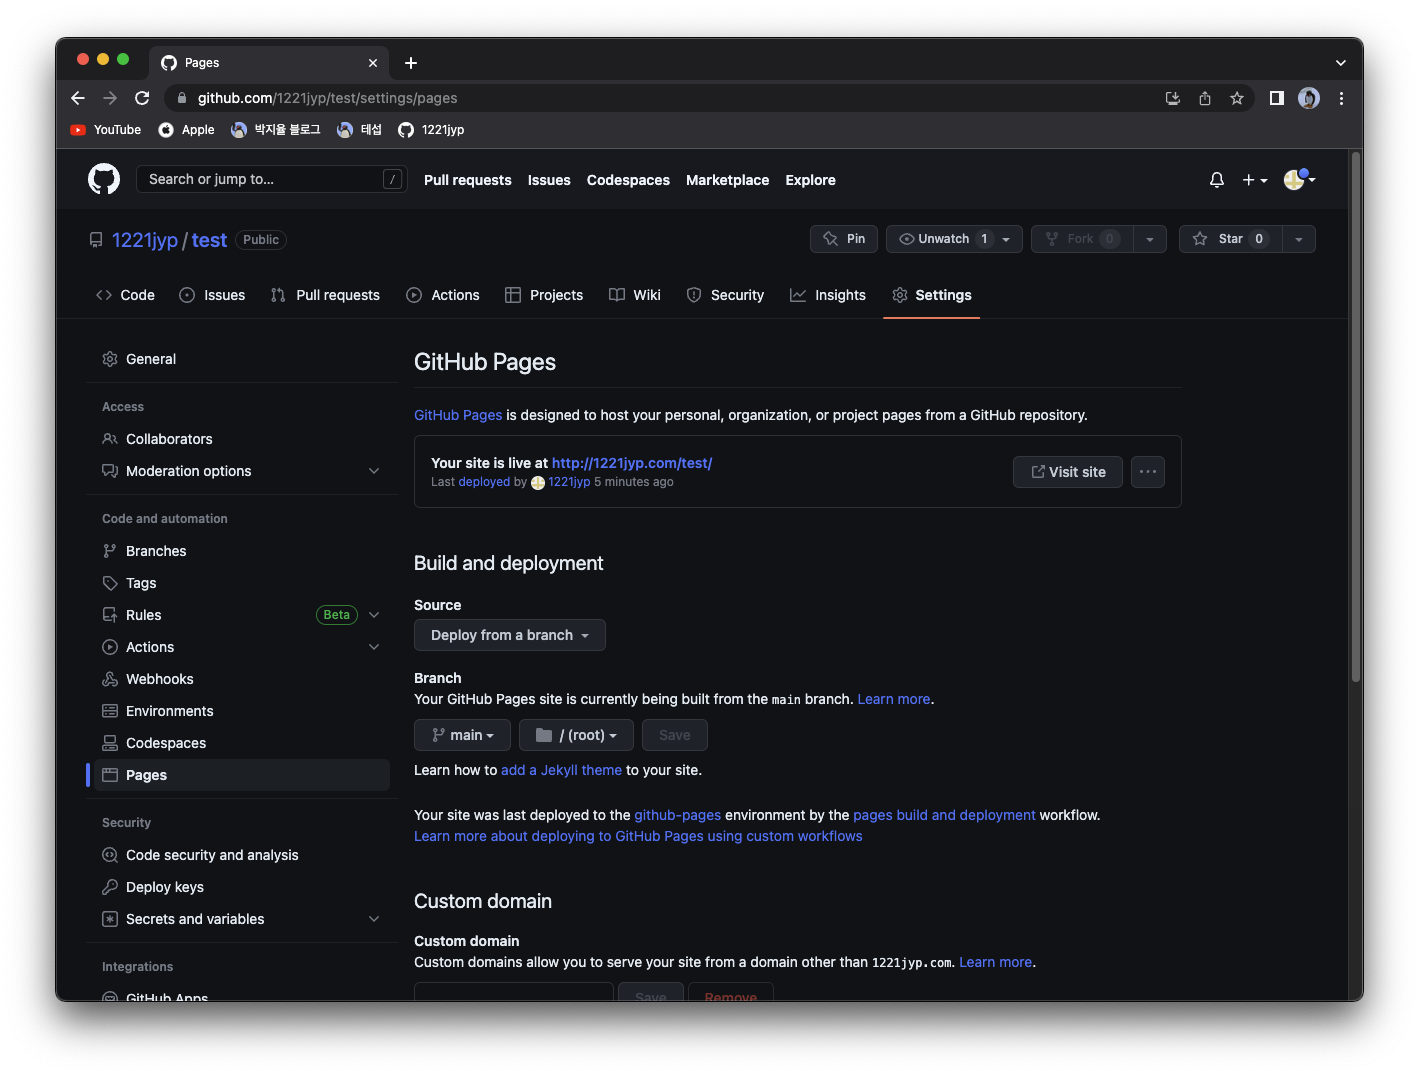 Pages
github.com/1221jyp/test/settings/pages
YouTube Apple 박지율 블로그 테섭 1221jyp
Search or jump to... / Pull requests Issues Codespaces Marketplace Explore
1221jyp / test Public Pin Unwatch 1 Fork 0 Star 0
Code Issues Pull requests Actions Projects Wiki Security Insights Settings
General
Access
Collaborators
Moderation options
Code and automation
Branches
Tags
Rules Beta
Actions
Webhooks
Environments
Codespaces
Pages
Security
Code security and analysis
Deploy keys
Secrets and variables
Integrations
GitHub Apps
GitHub Pages
GitHub Pages is designed to host your personal, organization, or project pages from a GitHub repository.
Your site is live at http://1221jyp.com/test/
Last deployed by 1221jyp 5 minutes ago
Visit site
Build and deployment
Source
Deploy from a branch
Branch
Your GitHub Pages site is currently being built from the main branch. Learn more.
main / (root) Save
Learn how to add a Jekyll theme to your site.
Your site was last deployed to the github-pages environment by the pages build and deployment workflow.
Learn more about deploying to GitHub Pages using custom workflows
Custom domain
Custom domain
Custom domains allow you to serve your site from a domain other than 1221jyp.com. Learn more.
Save Remove